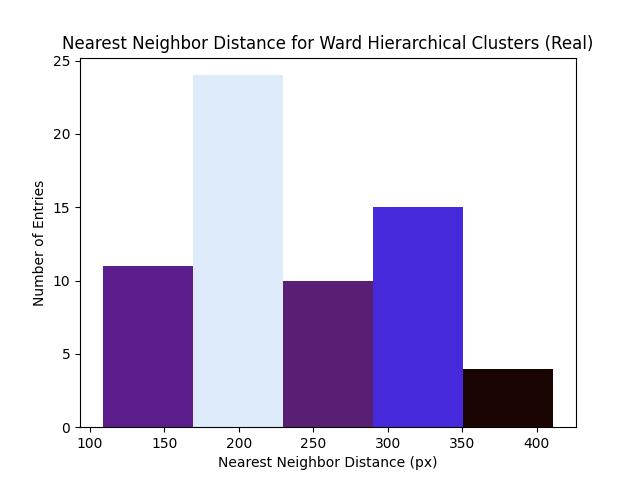 Nearest Neighbor Distance for Ward Hierarchical Clusters (Real)
25
20
15
10
5
0
Number of Entries
100 150 200 250 300 350 400
Nearest Neighbor Distance (px)